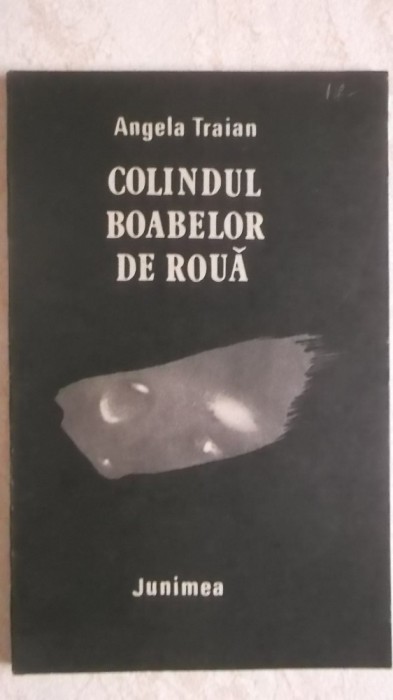 Angela Traian
COLINDUL
BOABELOR
DE ROUĂ
Junimea